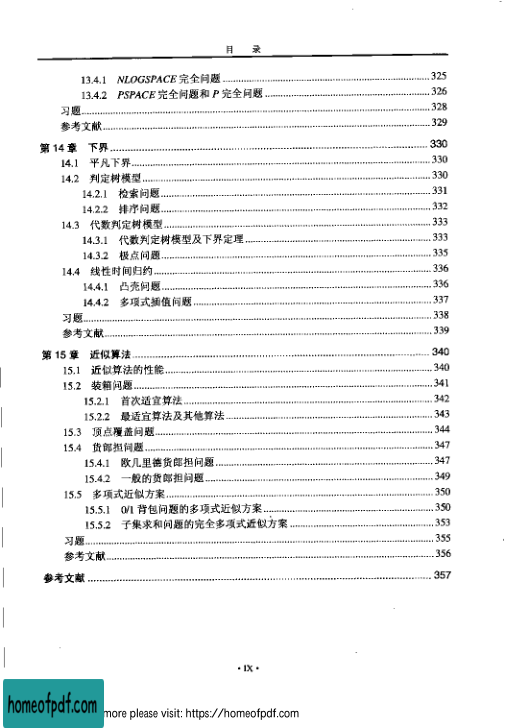 目 录
13.4.1 NLOGSPACE 完全问题 325
13.4.2 PSPACE 完全问题和 P 完全问题 326
习题 328
参考文献 329
第 14 章 下界 330
14.1 平凡下界 330
14.2 判定树模型 330
14.2.1 检索问题 331
14.2.2 排序问题 332
14.3 代数判定树模型 333
14.3.1 代数判定树模型及下界定理 333
14.3.2 极点问题 335
14.4 线性时间归约 336
14.4.1 凸壳问题 336
14.4.2 多项式插值问题 337
习题 338
参考文献 339
第 15 章 近似算法 340
15.1 近似算法的性能 340
15.2 装箱问题 341
15.2.1 首次适宜算法 342
15.2.2 最适宜算法及其他算法 343
15.3 顶点覆盖问题 344
15.4 货郎担问题 347
15.4.1 欧几里德货郎担问题 347
15.4.2 一般的货郎担问题 349
15.5 多项式近似方案 350
15.5.1 0/1 背包问题的多项式近似方案 350
15.5.2 子集求和问题的完全多项式近似方案 353
习题 355
参考文献 356
参考文献 357
· IX ·
homeofpdf.com
more please visit: https://homeofpdf.com